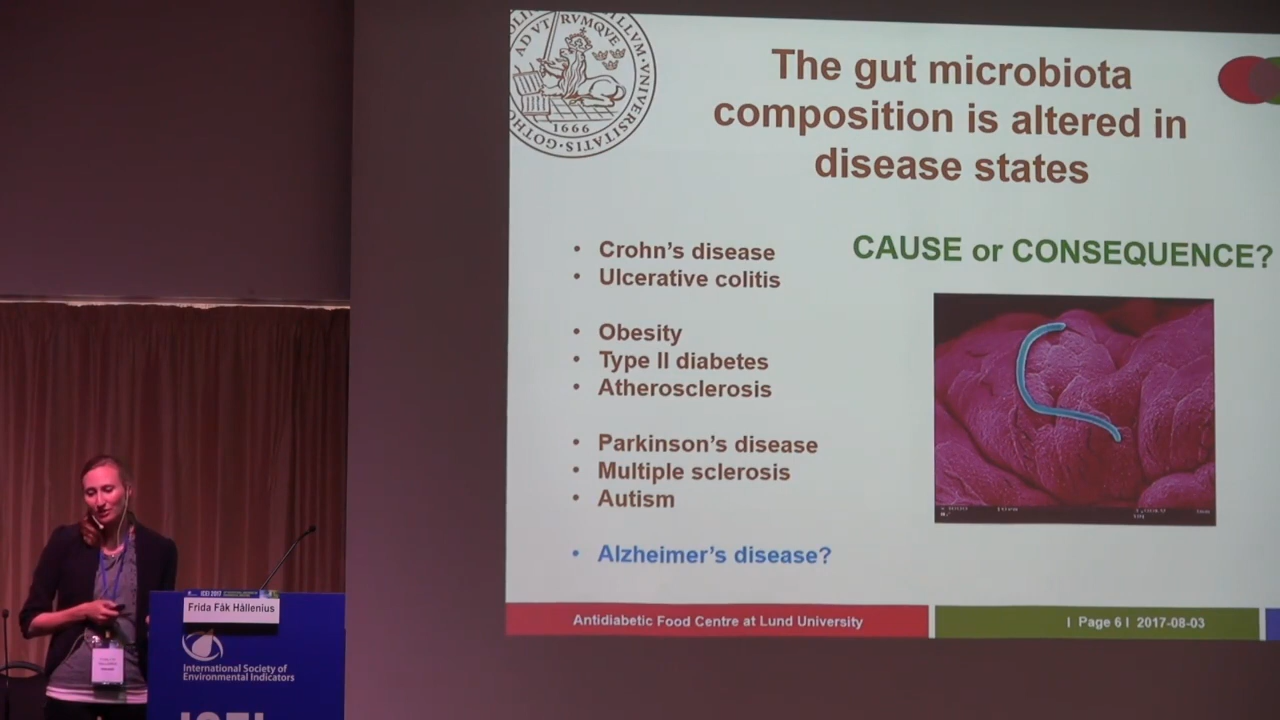 AD VTRVMQVE
1666
The gut microbiota
composition is altered in
disease states
CAUSE or CONSEQUENCE?
• Crohn's disease
• Ulcerative colitis
• Obesity
• Type II diabetes
• Atherosclerosis
• Parkinson's disease
• Multiple sclerosis
• Autism
• Alzheimer's disease?
Antidiabetic Food Centre at Lund University
| Page 6 | 2017-08-03
Frida Fåk Hållenius
International Society of
Environmental Indicators